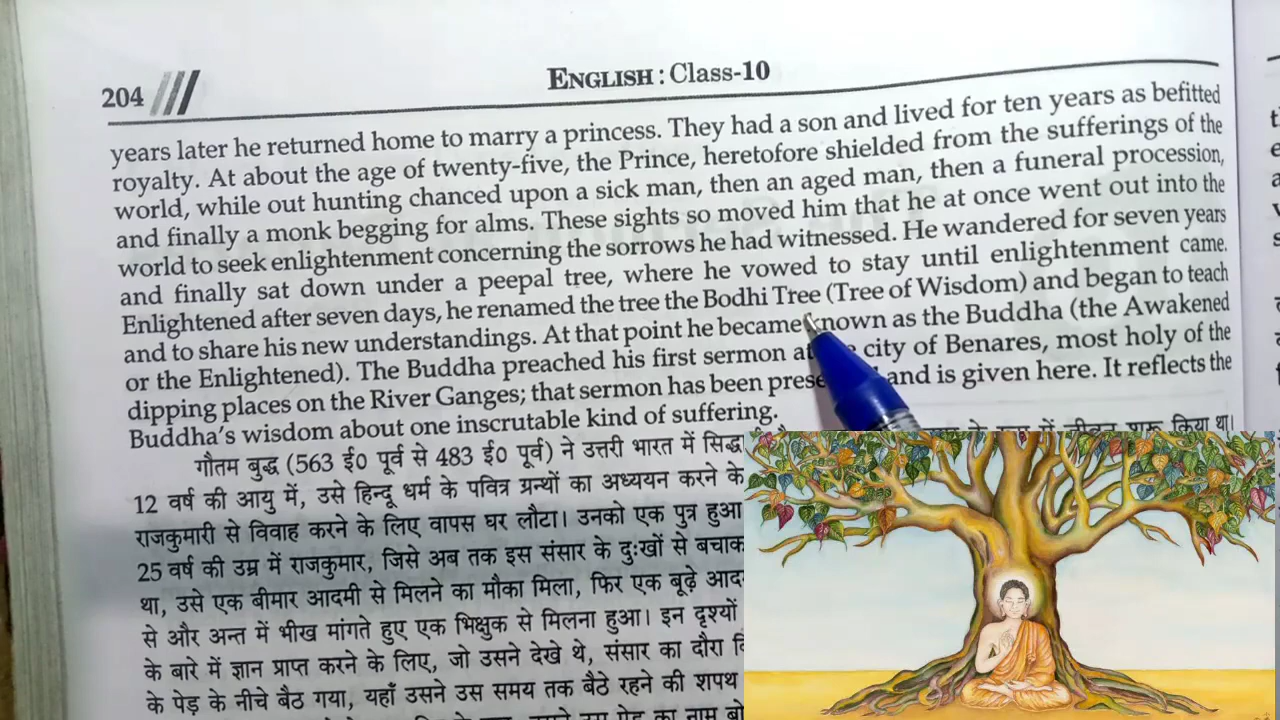 204
ENGLISH : Class-10
years later he returned home to marry a princess. They had a son and lived for ten years as befitted
royalty. At about the age of twenty-five, the Prince, heretofore shielded from the sufferings of the
world, while out hunting chanced upon a sick man, then an aged man, then a funeral procession,
and finally a monk begging for alms. These sights so moved him that he at once went out into the
world to seek enlightenment concerning the sorrows he had witnessed. He wandered for seven years
and finally sat down under a peepal tree, where he vowed to stay until enlightenment came.
Enlightened after seven days, he renamed the tree the Bodhi Tree (Tree of Wisdom) and began to teach
and to share his new understandings. At that point he became known as the Buddha (the Awakened
or the Enlightened). The Buddha preached his first sermon at city of Benares, most holy of the
dipping places on the River Ganges; that sermon has been and is given here. It reflects the
Buddha's wisdom about one inscrutable kind of suffering.
गौतम बुद्ध (563 ई० पूर्व से 483 ई० पूर्व) ने उत्तरी भारत में शुरू किया था।
12 वर्ष की आयु में, उसे हिन्दू धर्म के पवित्र ग्रन्थों का अध्ययन करने के
राजकुमारी से विवाह करने के लिए वापस घर लौटा। उनको एक पुत्र हुआ
25 वर्ष की उम्र में राजकुमार, जिसे अब तक इस संसार के दुःखों से
था, उसे एक बीमार आदमी से मिलने का मौका मिला, फिर एक बूढ़े
से और अन्त में भीख मांगते हुए एक भिक्षुक से मिलना हुआ। इन दृश्यों
के बारे में ज्ञान प्राप्त करने के लिए, जो उसने देखे थे, संसार का दौरा
के पेड़ के नीचे बैठ गया, यहाँ उसने उस समय तक बैठे रहने की शपथ